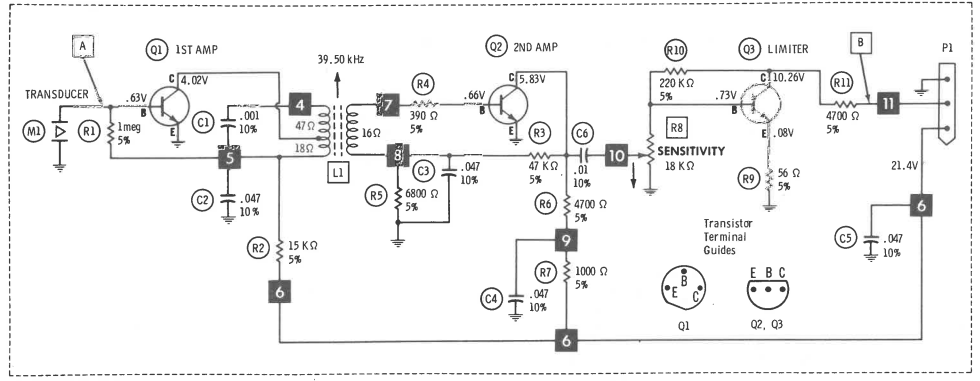 A
Q1 1ST AMP
C
4.02V
TRANSDUCER
.63V
B
E
M1
R1
1meg
5%
C1
.001
10%
4
5
C2
.047
10%
R2
15 KΩ
5%
6
39.50 kHz
47Ω
18Ω
16Ω
L1
7
8
R4
390 Ω
5%
R5
6800 Ω
5%
C3
.047
10%
Q2 2ND AMP
C
5.83V
.66V
B
E
R3
47 KΩ
5%
C6
.01
10%
10
R6
4700 Ω
5%
9
R7
1000 Ω
5%
C4
.047
10%
6
R10
220 KΩ
5%
R8
SENSITIVITY
18 KΩ
Q3 LIMITER
C
10.26V
.73V
B
E
.08V
R9
56 Ω
5%
R11
4700 Ω
5%
B
11
P1
21.4V
6
C5
.047
10%
Transistor
Terminal
Guides
B
E C
Q1
E B C
Q2, Q3